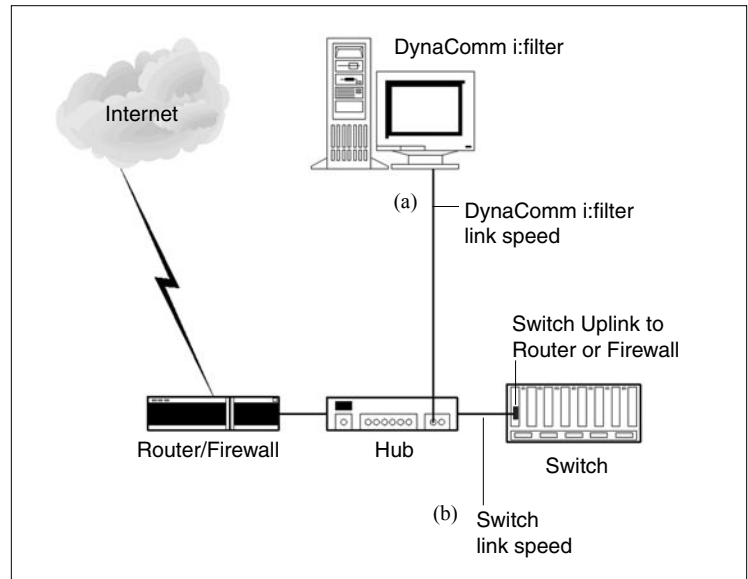 DynaComm i:filter
Internet
(a)
DynaComm i:filter
link speed
Switch Uplink to
Router or Firewall
Router/Firewall
Hub
Switch
(b)
Switch
link speed